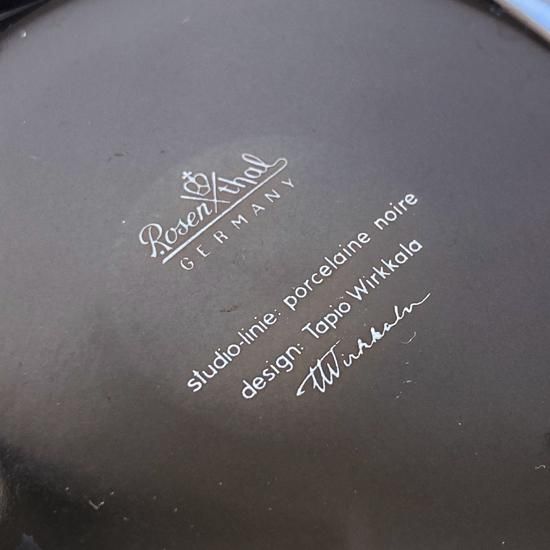 Rosenthal
GERMANY
studio-linie: porcelaine noire
design: Tapio Wirkkala
TWirkkala